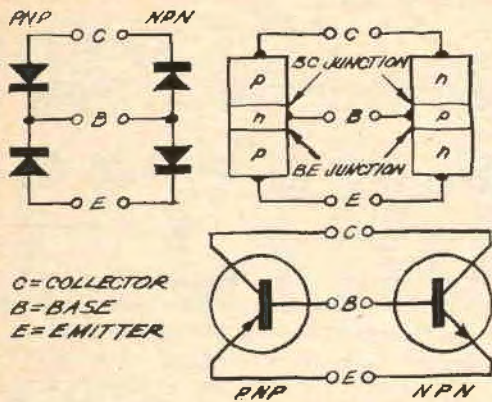 PNP NPN
C
B
E
C
BC JUNCTION
p n
n B p
p n
BE JUNCTION
E
C = COLLECTOR
B = BASE
E = EMITTER
C
B
E
PNP NPN